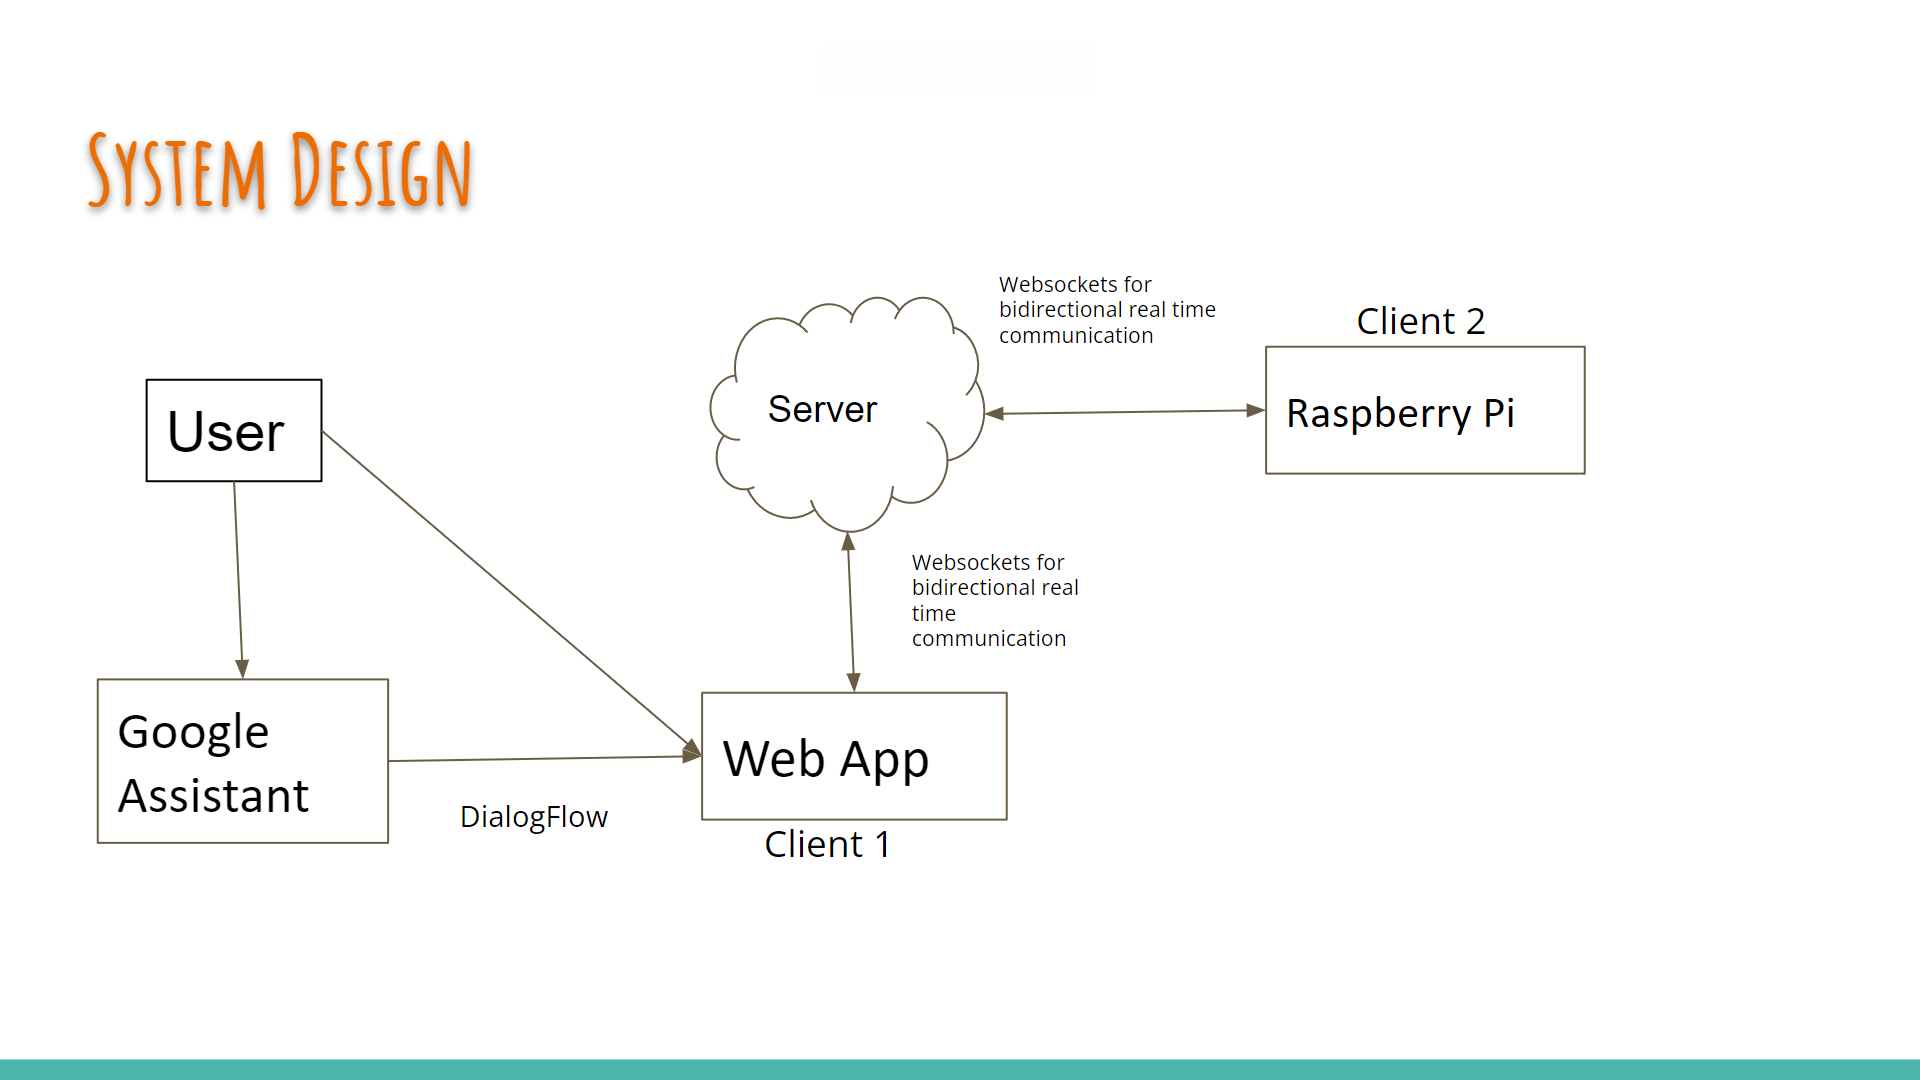 System Design
Websockets for
bidirectional real time
communication
Client 2
Server
Raspberry Pi
User
Websockets for
bidirectional real
time
communication
Google
Assistant
Web App
DialogFlow
Client 1